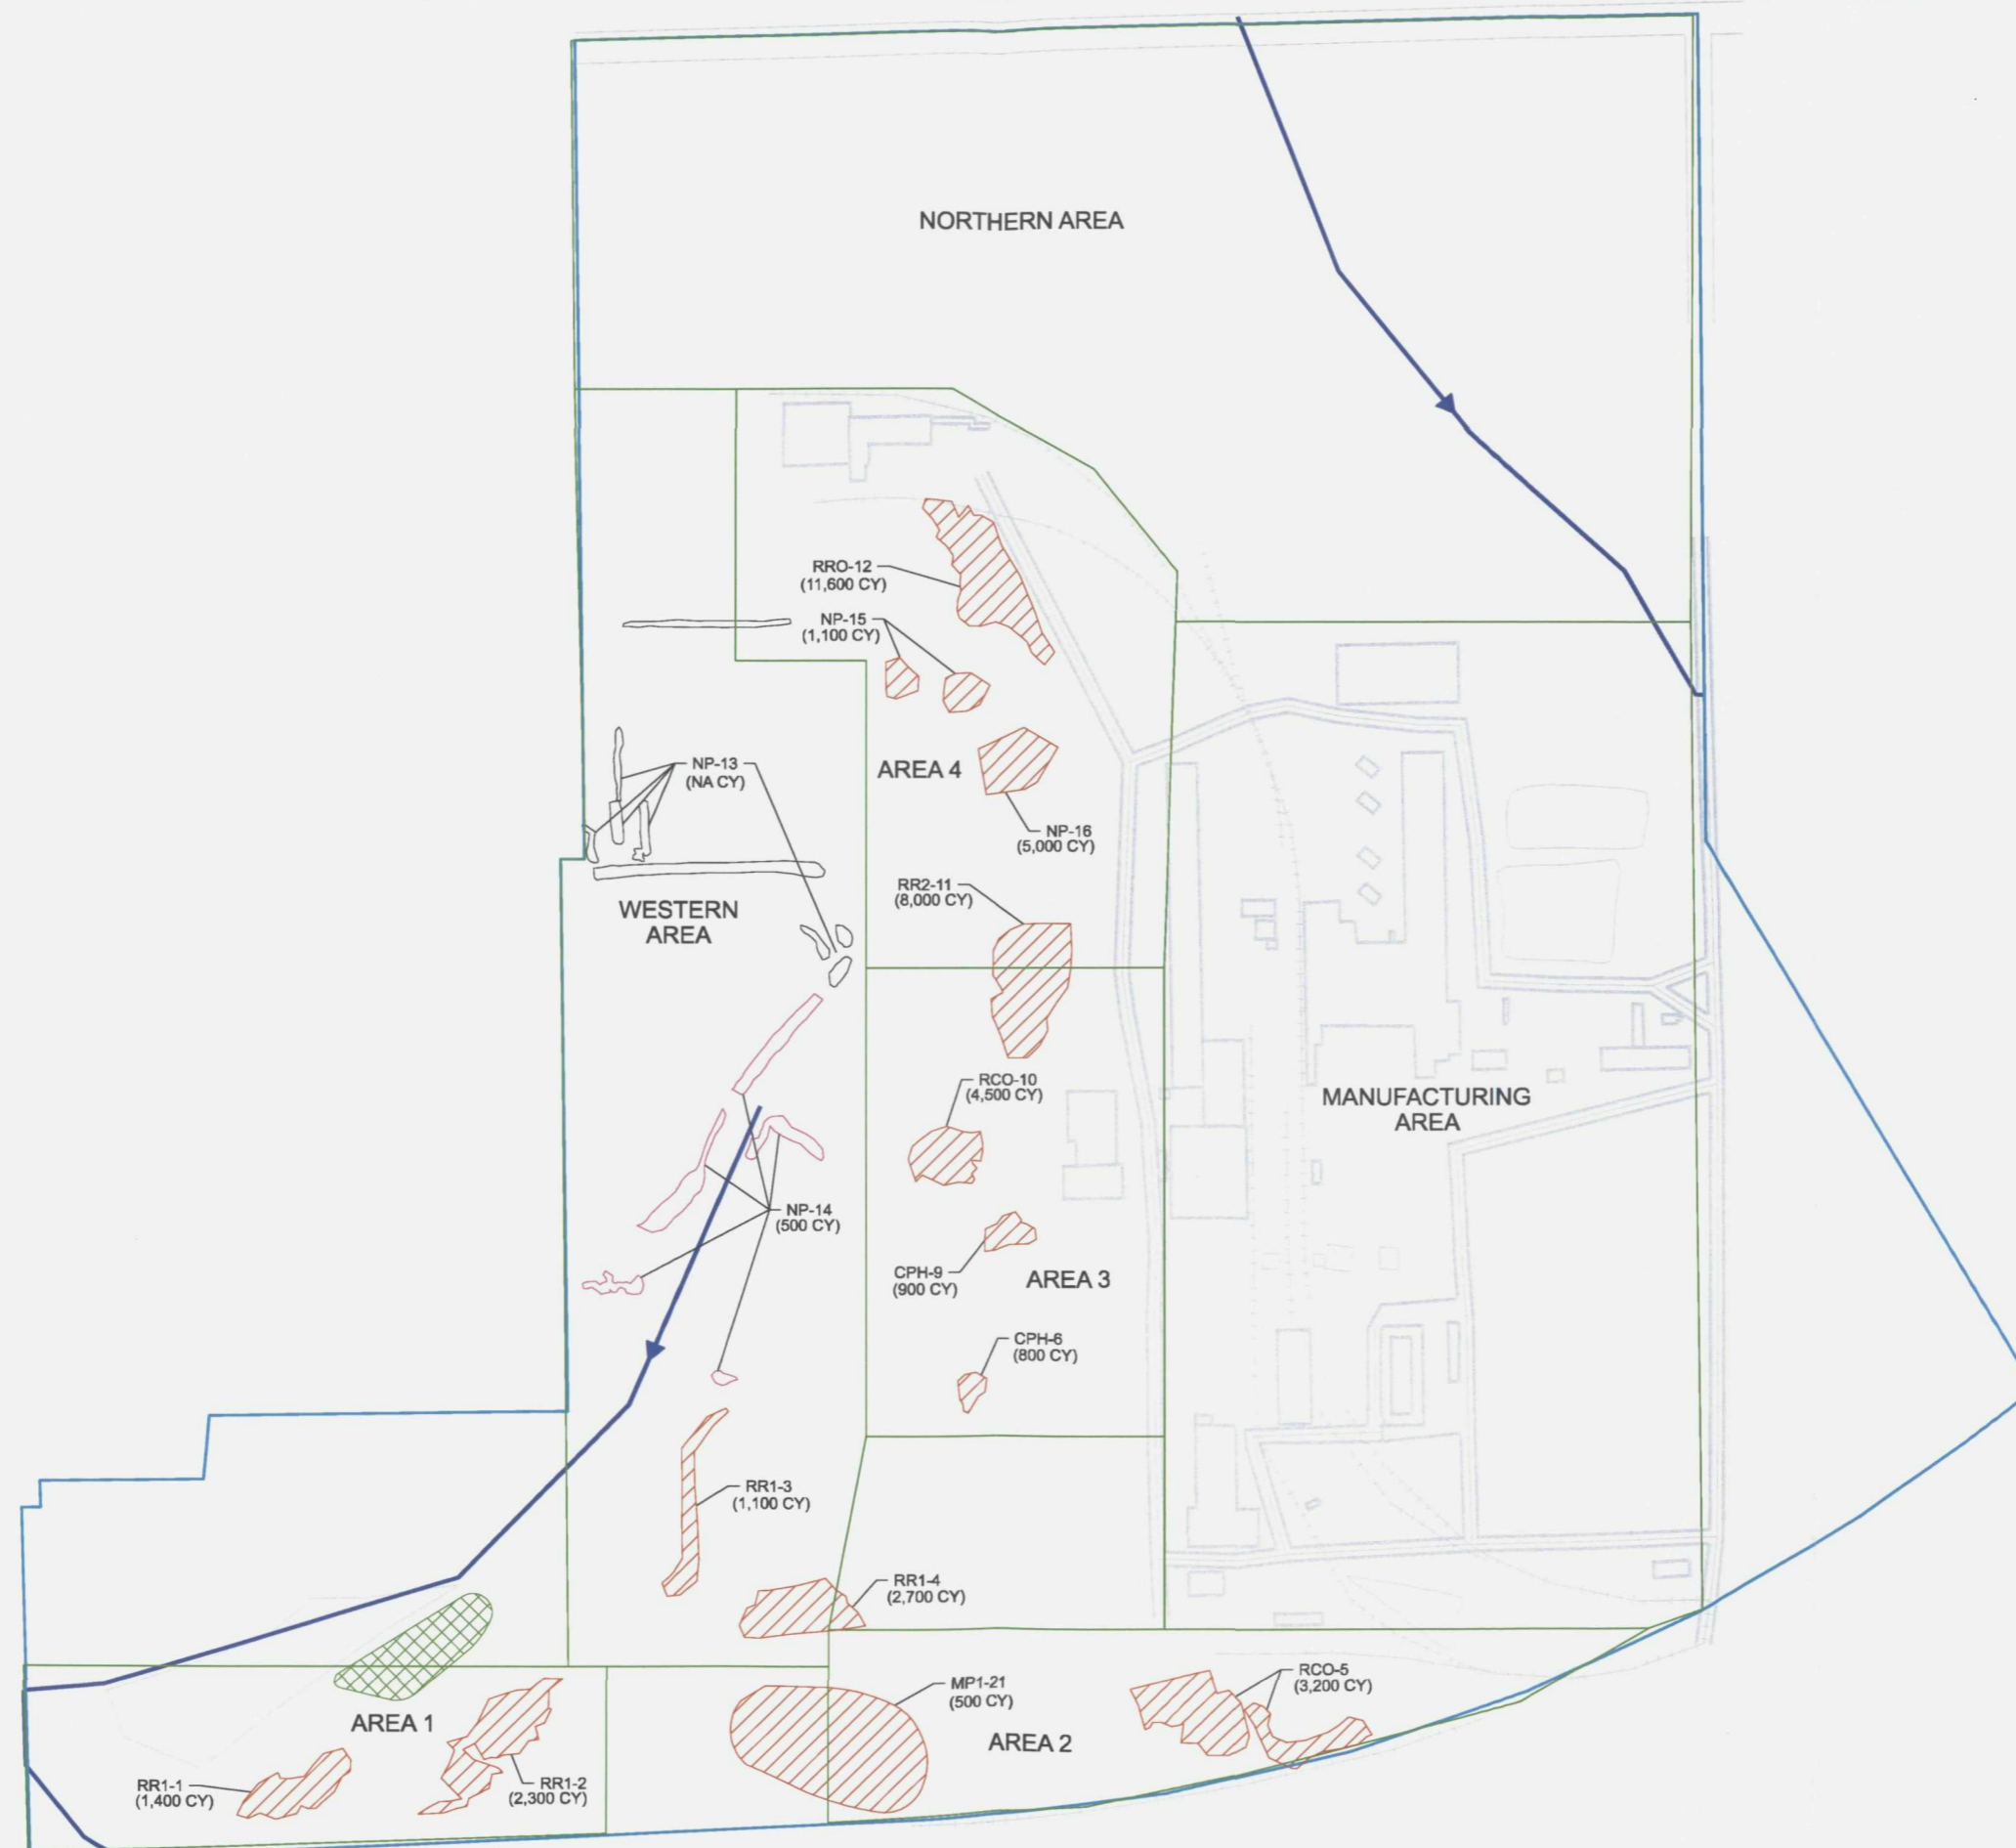 NORTHERN AREA
RRO-12
(11,600 CY)
NP-15
(1,100 CY)
NP-13
(NA CY)
AREA 4
NP-16
(5,000 CY)
RR2-11
(8,000 CY)
WESTERN
AREA
RCO-10
(4,500 CY)
MANUFACTURING
AREA
NP-14
(500 CY)
CPH-9
(900 CY)
AREA 3
CPH-6
(800 CY)
RR1-3
(1,100 CY)
RR1-4
(2,700 CY)
MP1-21
(500 CY)
RCO-5
(3,200 CY)
AREA 1
AREA 2
RR1-1
(1,400 CY)
RR1-2
(2,300 CY)